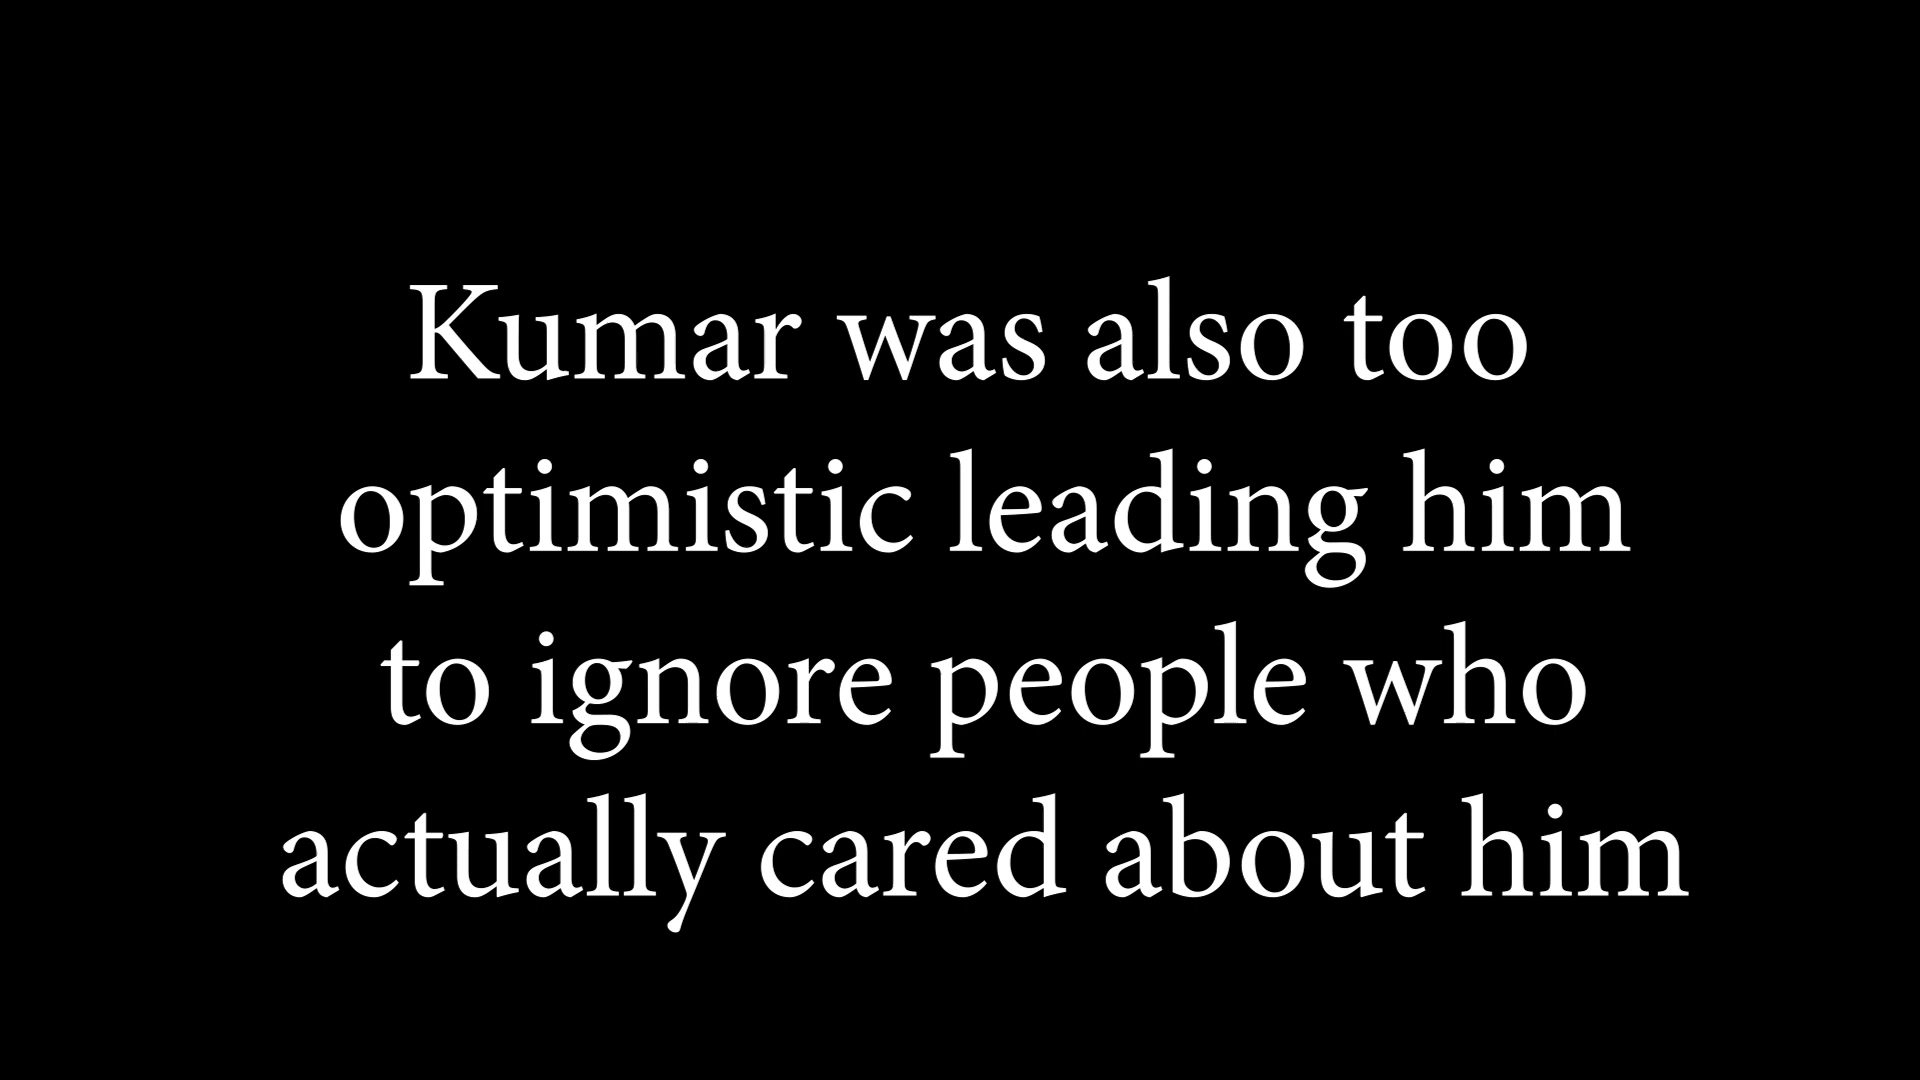 Kumar was also too
optimistic leading him
to ignore people who
actually cared about him